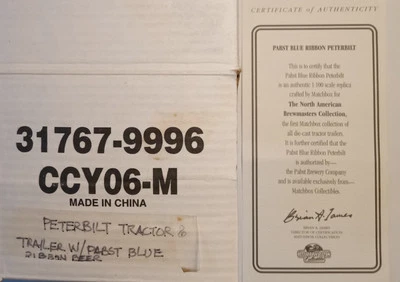 31767-9996
CCY06-M
MADE IN CHINA
PETERBILT TRACTOR &
TRAILER W/ PABST BLUE
RIBBON BEER
CERTIFICATE of AUTHENTICITY
PABST BLUE RIBBON PETERBILT
This is to certify that the
Pabst Blue Ribbon Peterbilt
is an authentic 1:100 scale replica
crafted by Matchbox for
The North American
Brewmasters Collection,
the first Matchbox collection of
all die-cast tractor trailers.
It is further certified that the
Pabst Blue Ribbon Peterbilt
is authorized by—
the Pabst Brewery Company
and is available exclusively from—
Matchbox Collectibles.